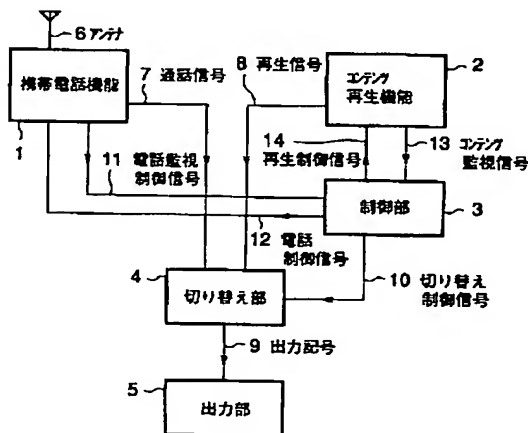 6 アンテナ
携帯電話機能
1
7 通話信号
8 再生信号
コンテンツ
再生機能
2
14
再生制御信号
13 コンテンツ
監視信号
11 電話監視
制御信号
制御部
3
12 電話
制御信号
4
切り替え部
10 切り替え
制御信号
9 出力記号
5
出力部